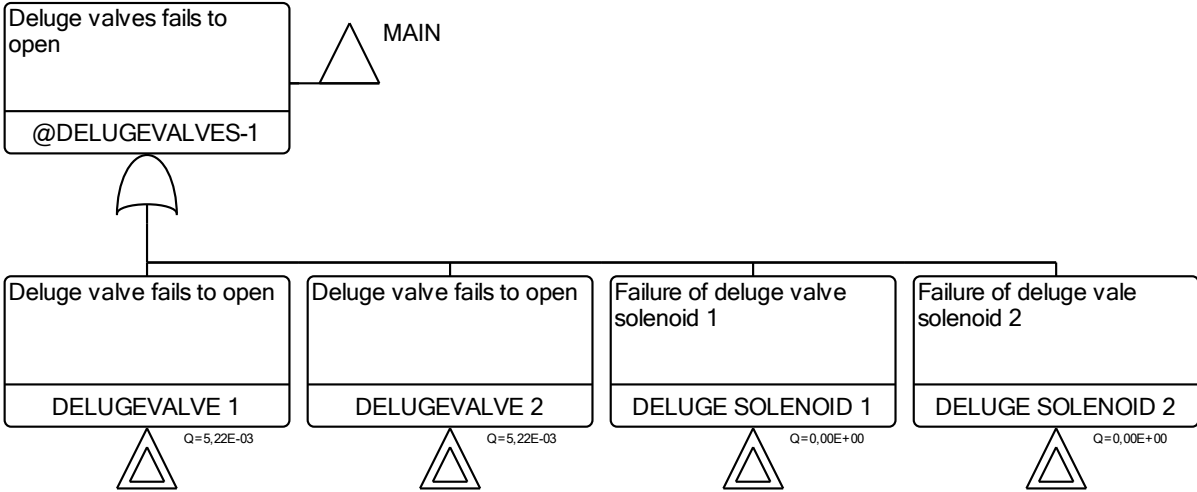 Deluge valves fails to
open
MAIN
@DELUGEVALVES-1
Deluge valve fails to open
DELUGEVALVE 1
Q=5,22E-03
Deluge valve fails to open
DELUGEVALVE 2
Q=5,22E-03
Failure of deluge valve
solenoid 1
DELUGE SOLENOID 1
Q=0,00E+00
Failure of deluge vale
solenoid 2
DELUGE SOLENOID 2
Q=0,00E+00